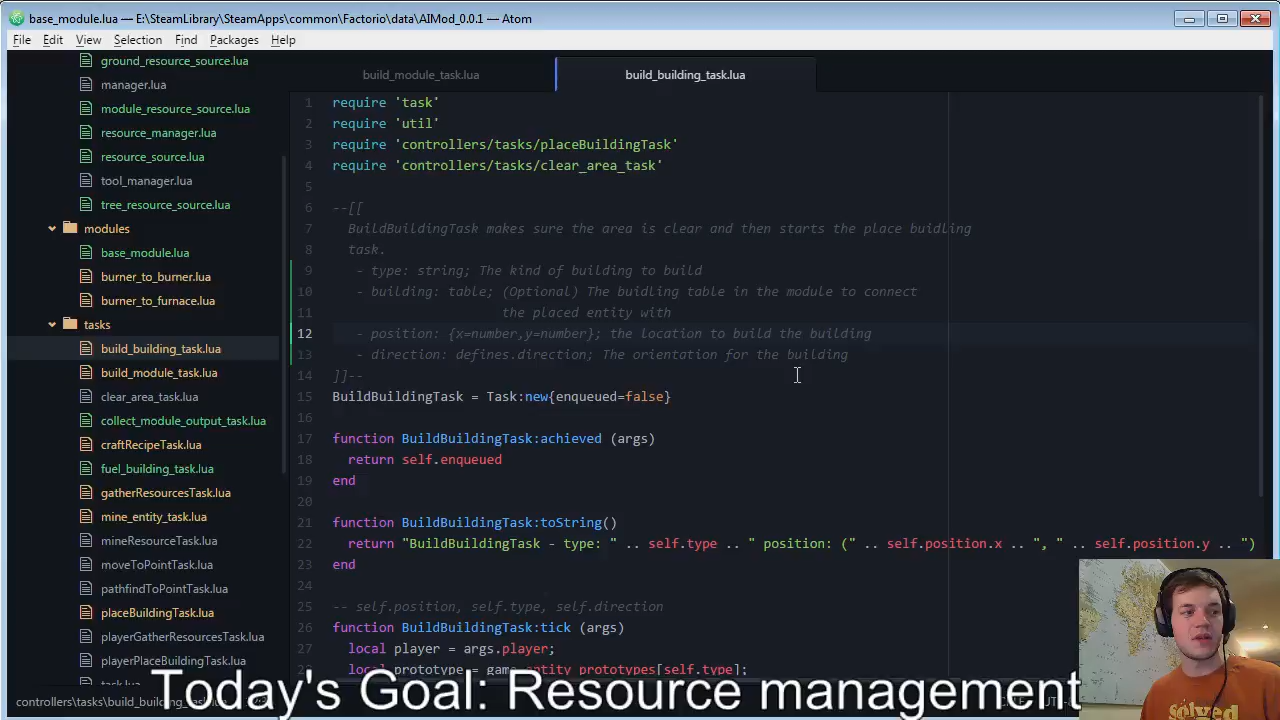 base_module.lua — E:\SteamLibrary\SteamApps\common\Factorio\data\AIMod_0.0.1 — Atom
File Edit View Selection Find Packages Help
ground_resource_source.lua
manager.lua
module_resource_source.lua
resource_manager.lua
resource_source.lua
tool_manager.lua
tree_resource_source.lua
modules
base_module.lua
burner_to_burner.lua
burner_to_furnace.lua
tasks
build_building_task.lua
build_module_task.lua
clear_area_task.lua
collect_module_output_task.lua
craftRecipeTask.lua
fuel_building_task.lua
gatherResourcesTask.lua
mine_entity_task.lua
mineResourceTask.lua
moveToPointTask.lua
pathfindToPointTask.lua
placeBuildingTask.lua
playerGatherResourcesTask.lua
playerPlaceBuildingTask.lua
task.lua
build_module_task.lua build_building_task.lua
1 require 'task'
2 require 'util'
3 require 'controllers/tasks/placeBuildingTask'
4 require 'controllers/tasks/clear_area_task'
5
6 --[[
7 BuildBuildingTask makes sure the area is clear and then starts the place buidling
8 task.
9 - type: string; The kind of building to build
10 - building: table; (Optional) The buidling table in the module to connect
11 the placed entity with
12 - position: {x=number,y=number}; the location to build the building
13 - direction: defines.direction; The orientation for the building
14 ]]--
15 BuildBuildingTask = Task:new{enqueued=false}
16
17 function BuildBuildingTask:achieved (args)
18 return self.enqueued
19 end
20
21 function BuildBuildingTask:toString()
22 return "BuildBuildingTask - type: " .. self.type .. " position: (" .. self.position.x .. ", " .. self.position.y .. ")
23 end
24
25 -- self.position, self.type, self.direction
26 function BuildBuildingTask:tick (args)
27 local player = args.player;
28 local prototype = game.entity_prototypes[self.type];
Today's Goal: Resource management
controllers\tasks\build_building_task.lua